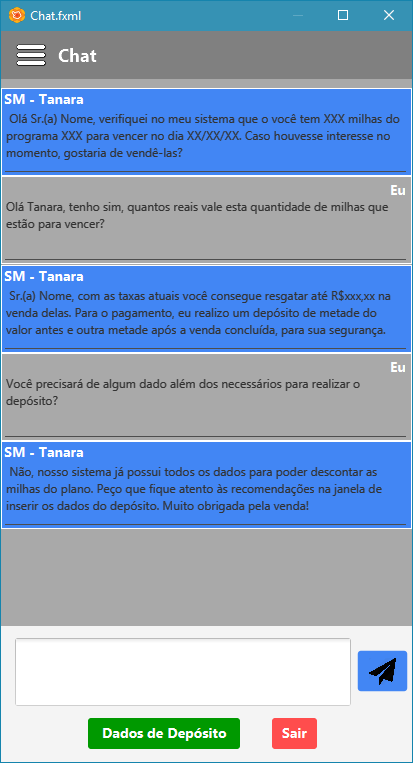 Chat.fxml
Chat
SM - Tanara
Olá Sr.(a) Nome, verifiquei no meu sistema que o você tem XXX milhas do
programa XXX para vencer no dia XX/XX/XX. Caso houvesse interesse no
momento, gostaria de vendê-las?
Eu
Olá Tanara, tenho sim, quantos reais vale esta quantidade de milhas que
estão para vencer?
SM - Tanara
Sr.(a) Nome, com as taxas atuais você consegue resgatar até R$xxx,xx na
venda delas. Para o pagamento, eu realizo um depósito de metade do
valor antes e outra metade após a venda concluída, para sua segurança.
Eu
Você precisará de algum dado além dos necessários para realizar o
depósito?
SM - Tanara
Não, nosso sistema já possui todos os dados para poder descontar as
milhas do plano. Peço que fique atento às recomendações na janela de
inserir os dados do depósito. Muito obrigada pela venda!
Dados de Depósito
Sair